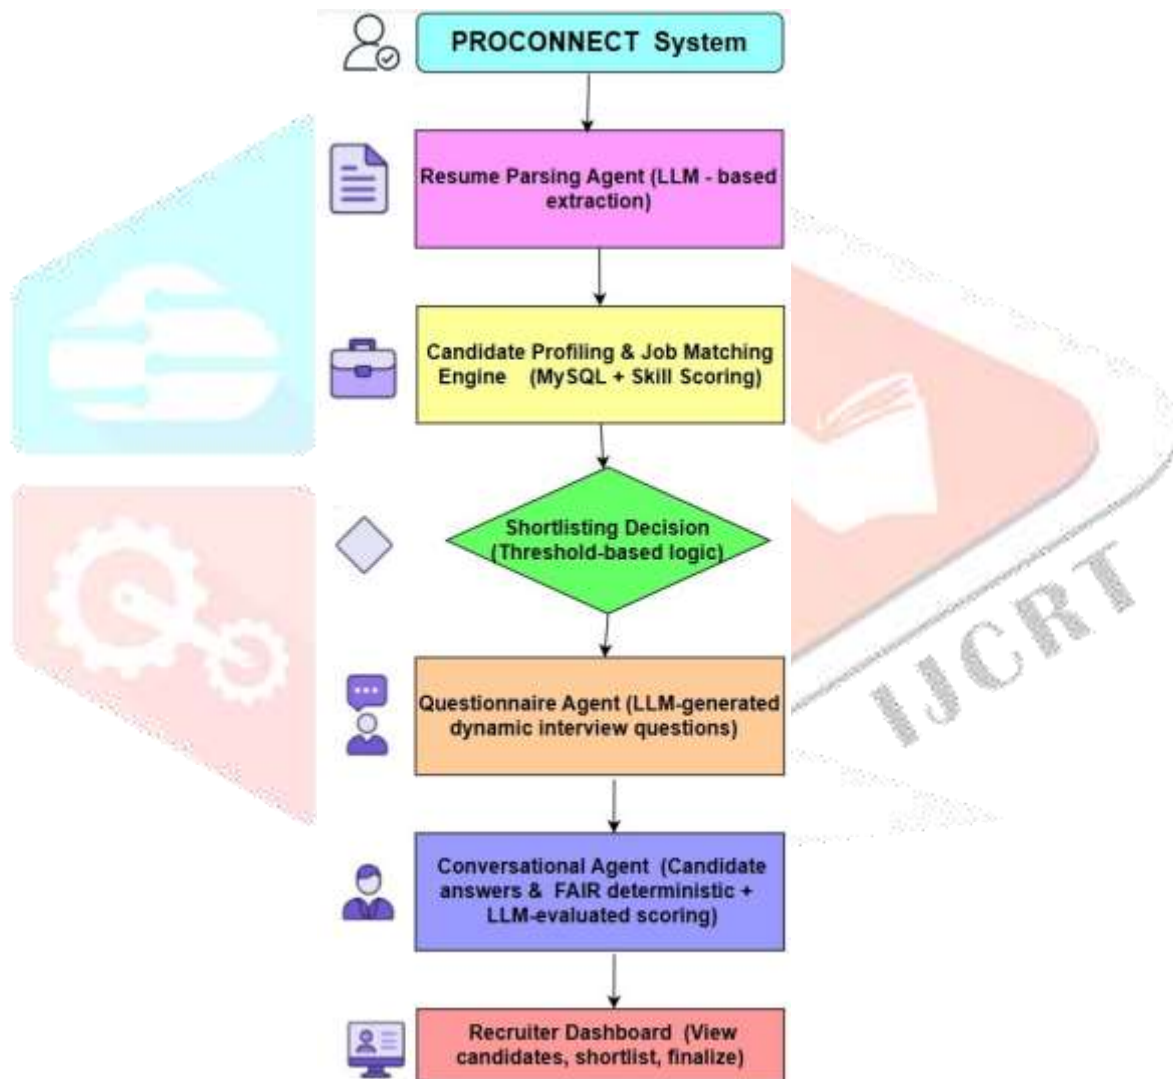 PROCONNECT System
Resume Parsing Agent (LLM - based
extraction)
Candidate Profiling & Job Matching
Engine (MySQL + Skill Scoring)
Shortlisting Decision
(Threshold-based logic)
Questionnaire Agent (LLM-generated
dynamic interview questions)
Conversational Agent (Candidate
answers & FAIR deterministic +
LLM-evaluated scoring)
Recruiter Dashboard (View
candidates, shortlist, finalize)
IJCRT